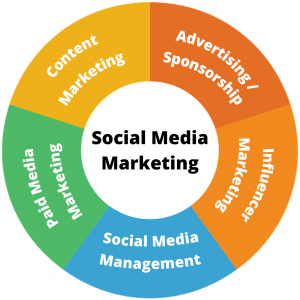 Social Media
Marketing
Content
Marketing
Advertising /
Sponsorship
Influencer
Marketing
Social Media
Management
Paid Media
Marketing